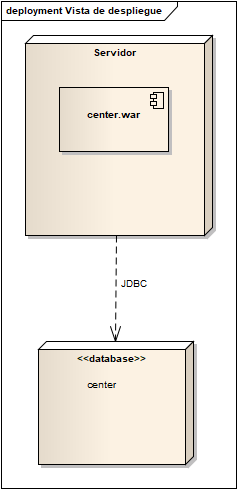 deployment Vista de despliegue
Servidor
center.war
JDBC
<<database>>
center